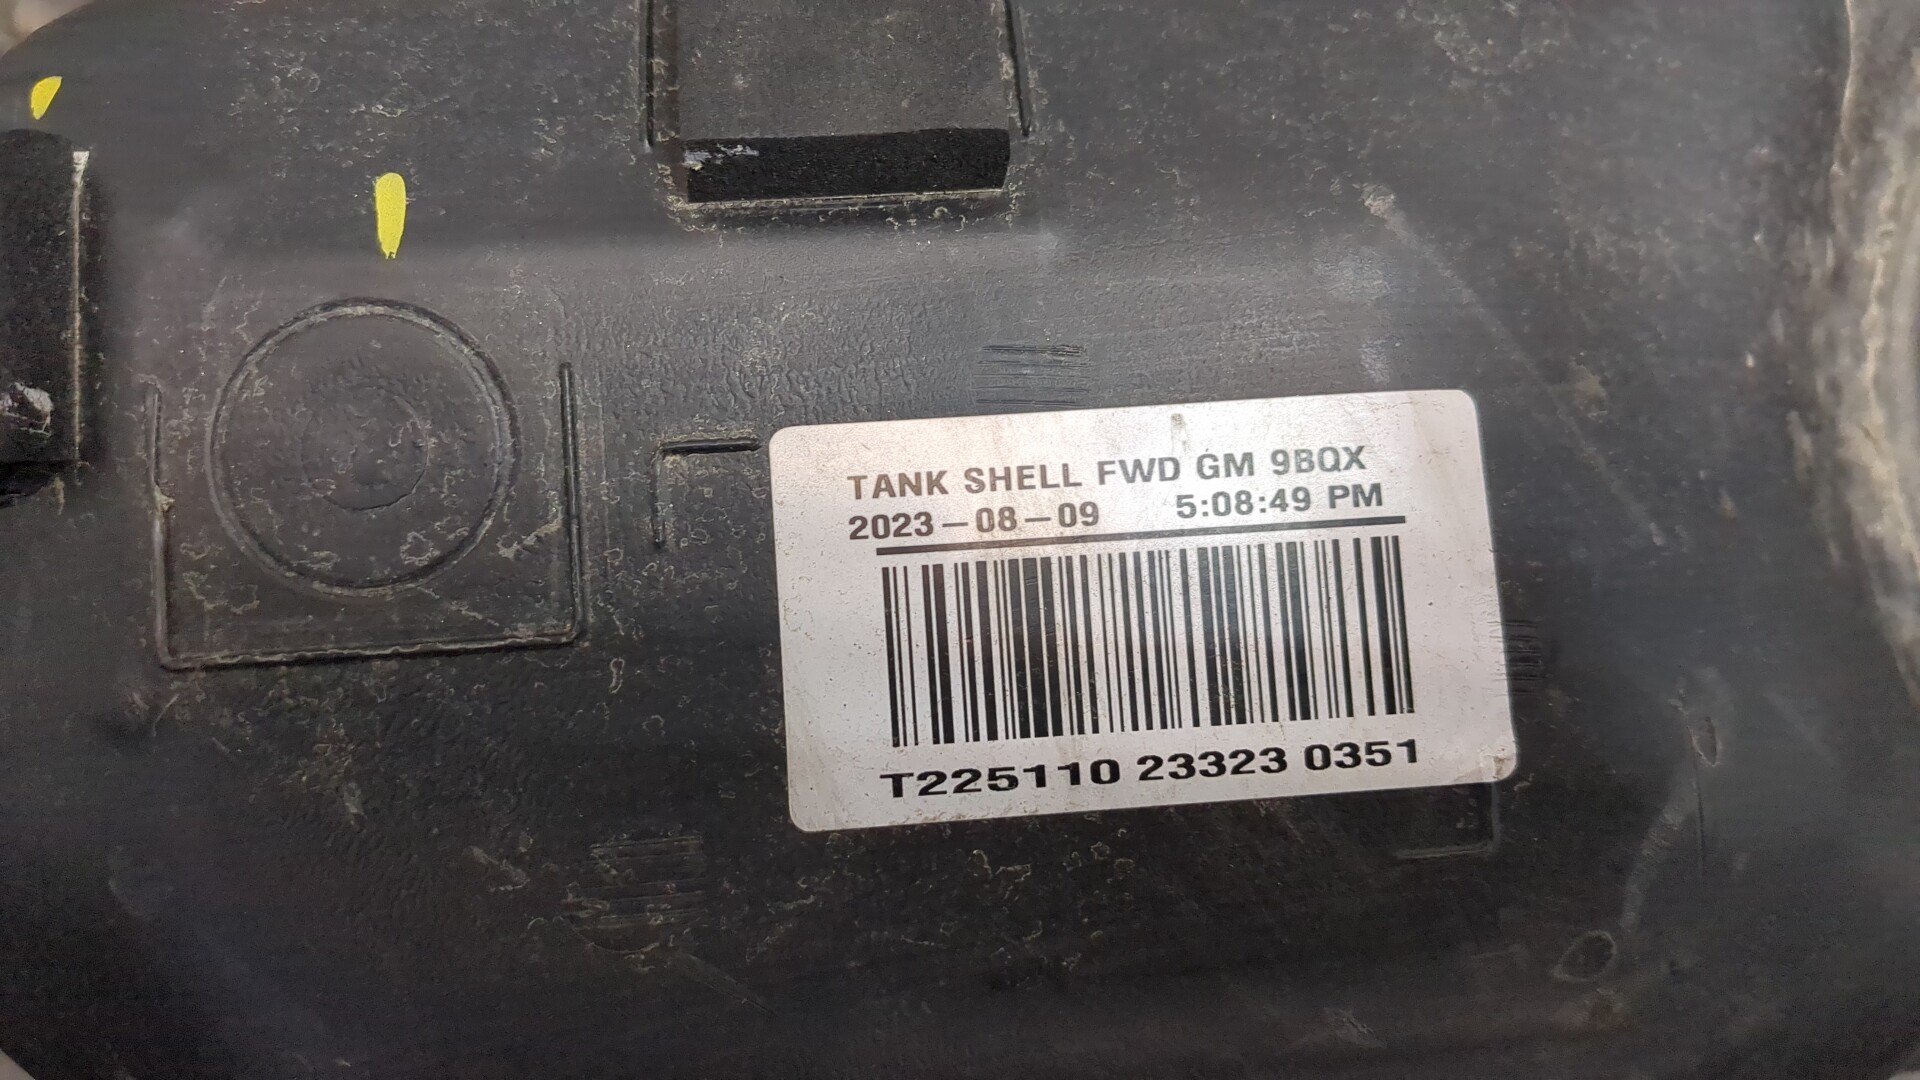 TANK SHELL FWD GM 9BQX
2023-08-09 5:08:49 PM
T225110 23323 0351